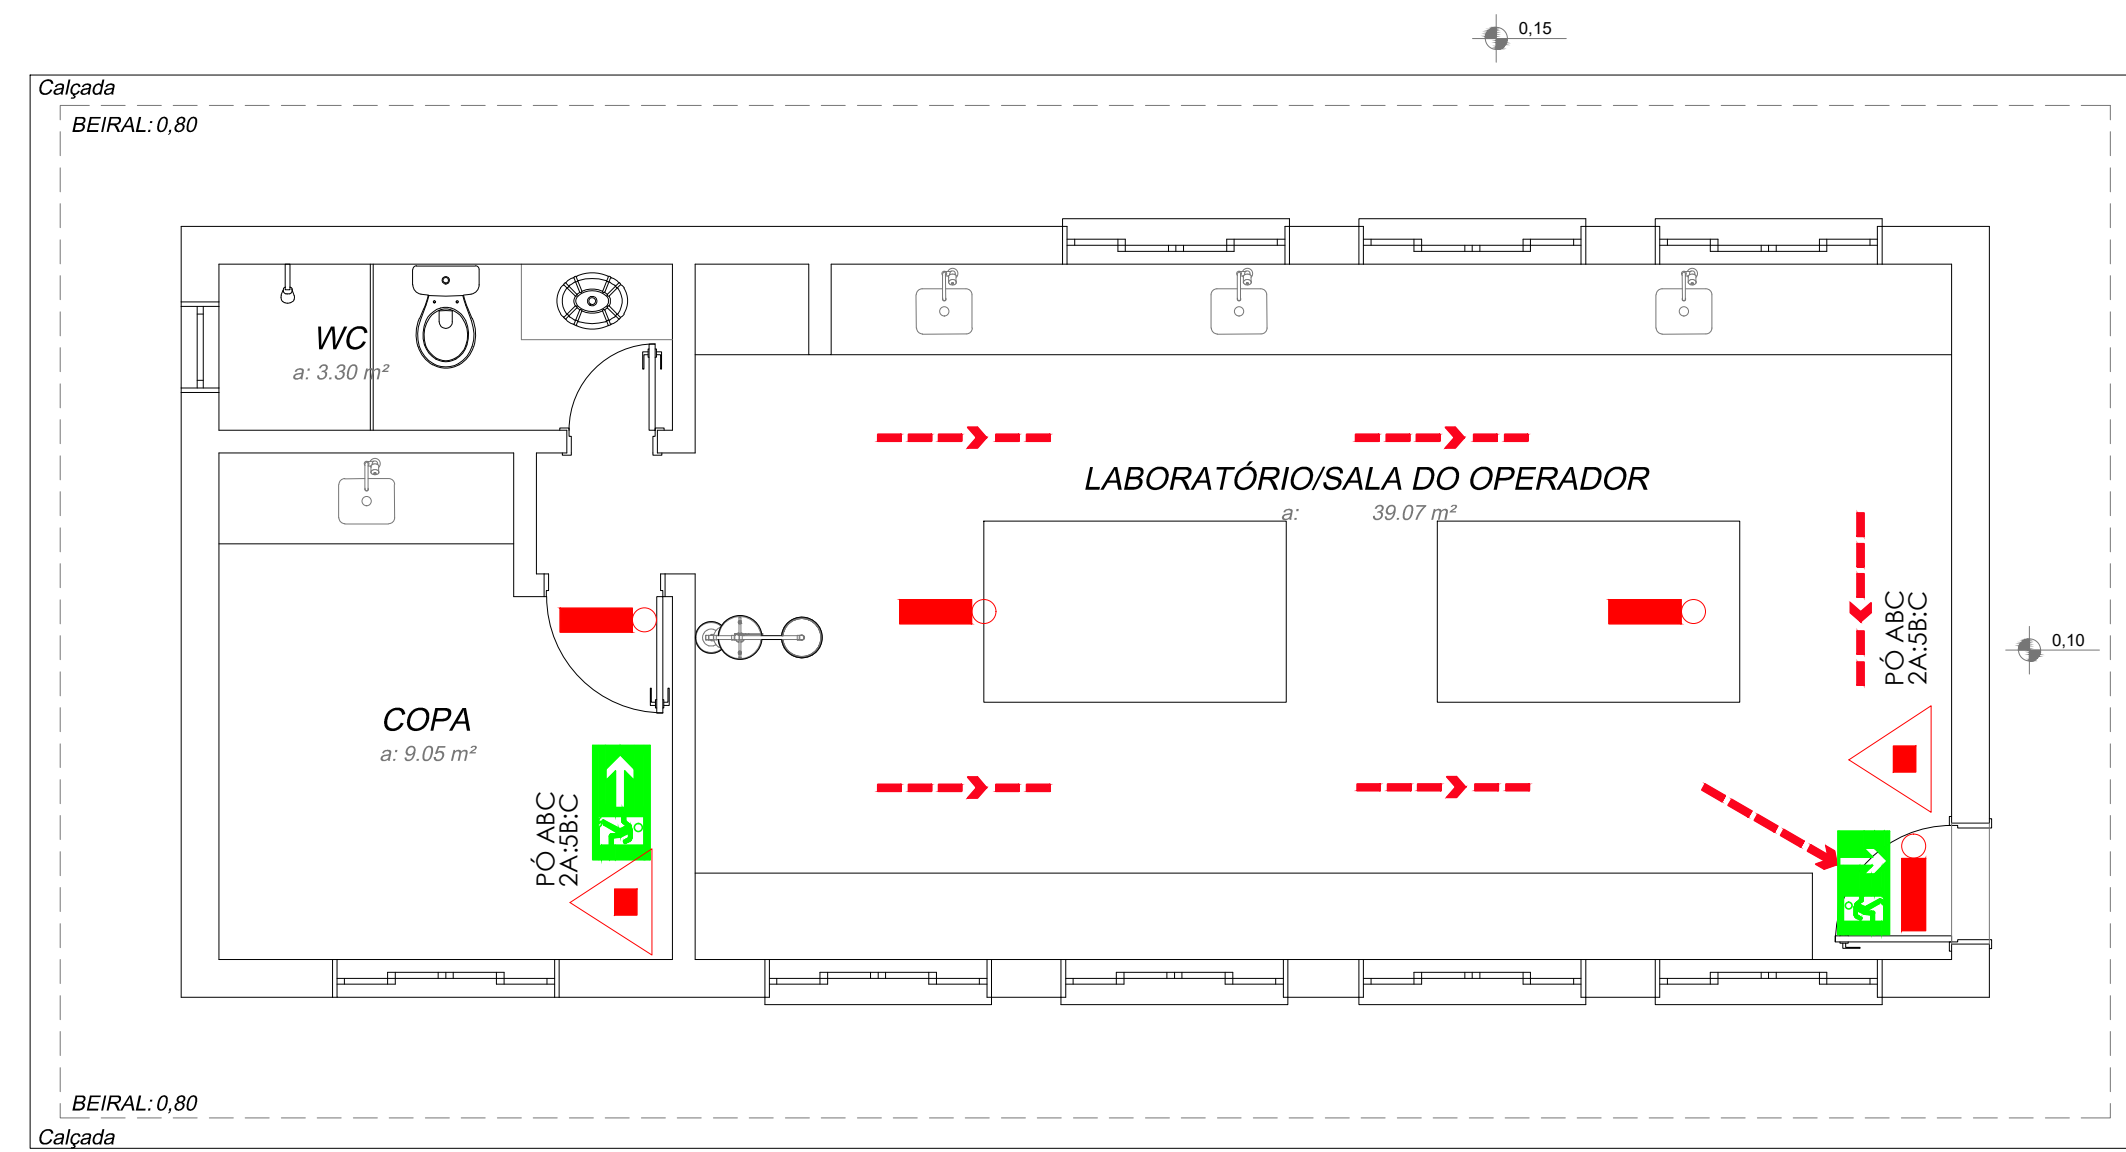 0,15
Calçada
BEIRAL: 0,80
WC
a: 3.30 m²
LABORATÓRIO/SALA DO OPERADOR
a: 39.07 m²
PÓ ABC
2A:5B:C
0,10
COPA
a: 9.05 m²
PÓ ABC
2A:5B:C
BEIRAL: 0,80
Calçada